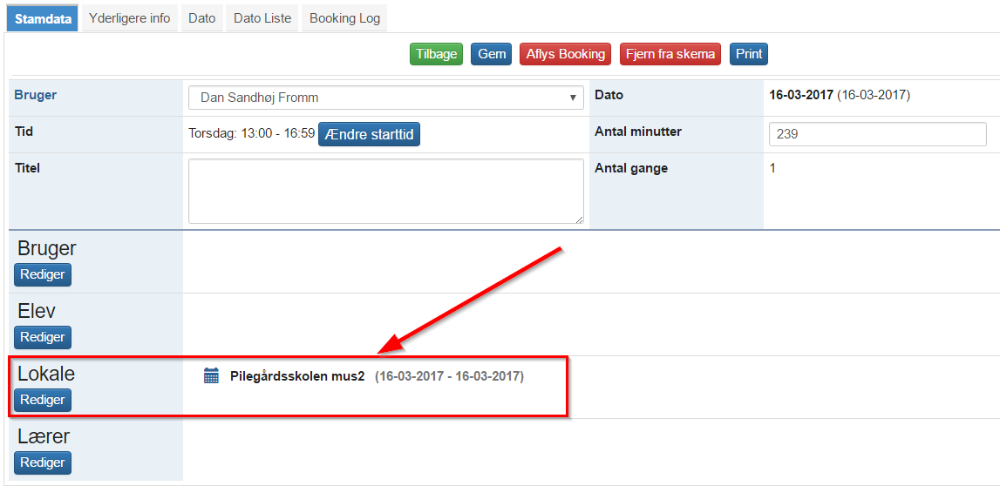 Stamdata Yderligere info Dato Dato Liste Booking Log
Tilbage Gem Aflys Booking Fjern fra skema Print
Bruger Dan Sandhøj Fromm Dato 16-03-2017 (16-03-2017)
Tid Torsdag: 13:00 - 16:59 Ændre starttid Antal minutter 239
Titel Antal gange 1
Bruger
Rediger
Elev
Rediger
Lokale Pilegårdsskolen mus2 (16-03-2017 - 16-03-2017)
Rediger
Lærer
Rediger